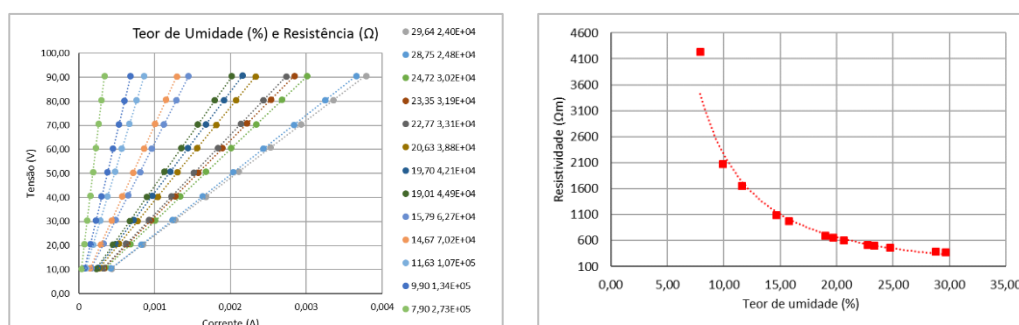 Teor de Umidade (%) e Resistência (Ω)
Tensão (V)
100,00
90,00
80,00
70,00
60,00
50,00
40,00
30,00
20,00
10,00
0,00
0 0,001 0,002 0,003 0,004
Corrente (A)
29,64 2,40E+04
28,75 2,48E+04
24,72 3,02E+04
23,35 3,19E+04
22,77 3,31E+04
20,63 3,88E+04
19,70 4,21E+04
19,01 4,49E+04
15,79 6,27E+04
14,67 7,02E+04
11,63 1,07E+05
9,90 1,34E+05
7,90 2,73E+05
Resistividade (Ωm)
4600
4100
3600
3100
2600
2100
1600
1100
600
100
0,00 5,00 10,00 15,00 20,00 25,00 30,00 35,00
Teor de umidade (%)